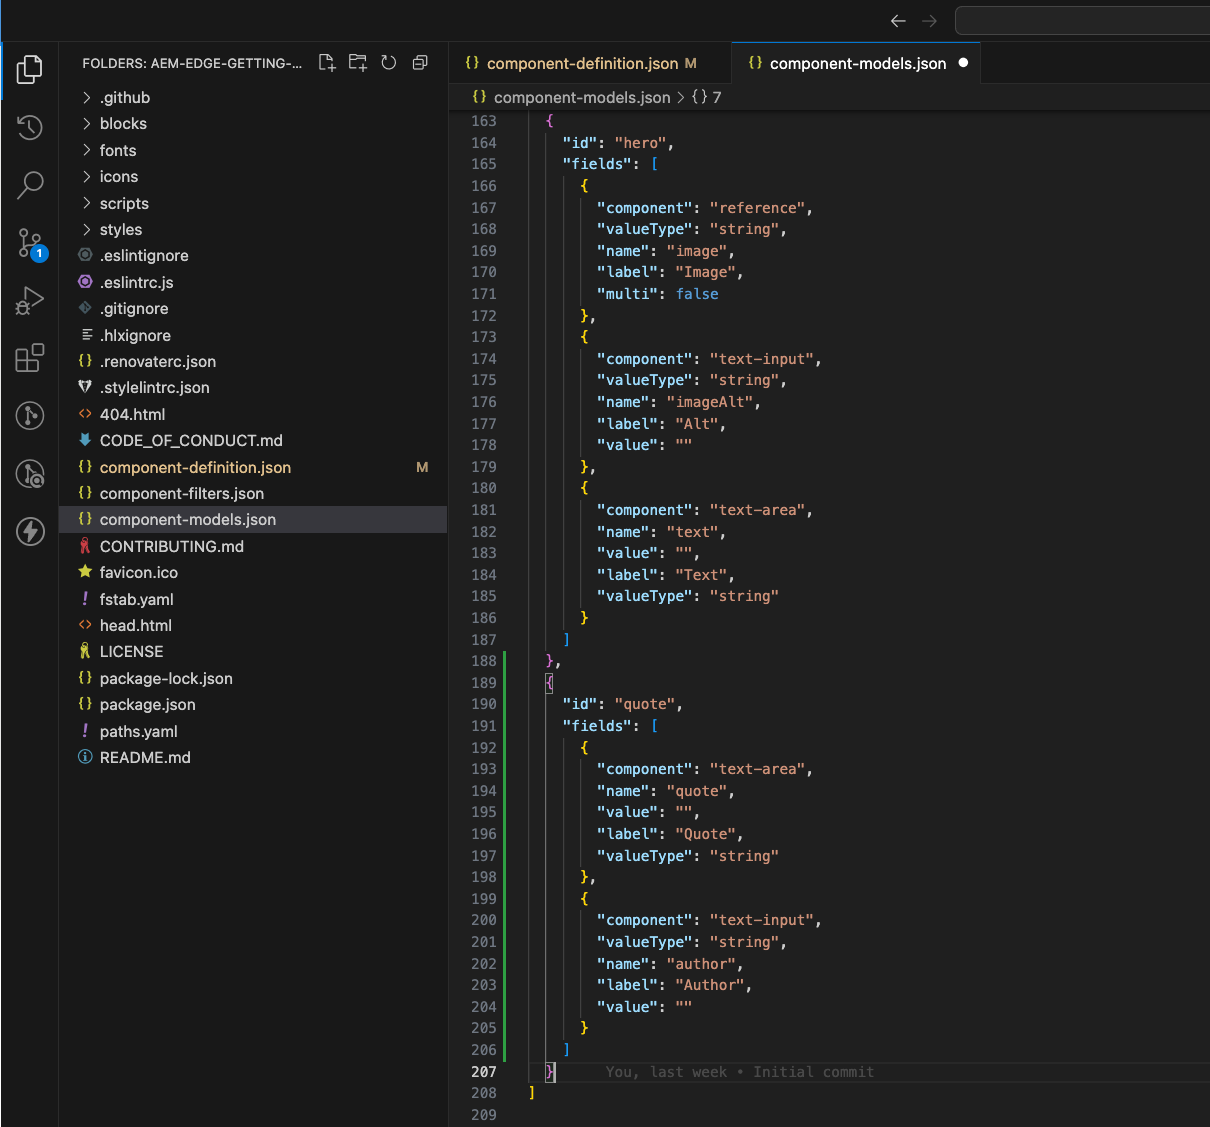 FOLDERS: AEM-EDGE-GETTING-...
.github
blocks
fonts
icons
scripts
styles
.eslintignore
.eslintrc.js
.gitignore
.hlxignore
.renovaterc.json
.stylelintrc.json
404.html
CODE_OF_CONDUCT.md
component-definition.json M
component-filters.json
component-models.json
CONTRIBUTING.md
favicon.ico
fstab.yaml
head.html
LICENSE
package-lock.json
package.json
paths.yaml
README.md
1
{} component-definition.json M
{} component-models.json ●
{} component-models.json > {} 7
163 {
164 "id": "hero",
165 "fields": [
166 {
167 "component": "reference",
168 "valueType": "string",
169 "name": "image",
170 "label": "Image",
171 "multi": false
172 },
173 {
174 "component": "text-input",
175 "valueType": "string",
176 "name": "imageAlt",
177 "label": "Alt",
178 "value": ""
179 },
180 {
181 "component": "text-area",
182 "name": "text",
183 "value": "",
184 "label": "Text",
185 "valueType": "string"
186 }
187 ]
188 },
189 {
190 "id": "quote",
191 "fields": [
192 {
193 "component": "text-area",
194 "name": "quote",
195 "value": "",
196 "label": "Quote",
197 "valueType": "string"
198 },
199 {
200 "component": "text-input",
201 "valueType": "string",
202 "name": "author",
203 "label": "Author",
204 "value": ""
205 }
206 ]
207 } You, last week • Initial commit
208 ]
209